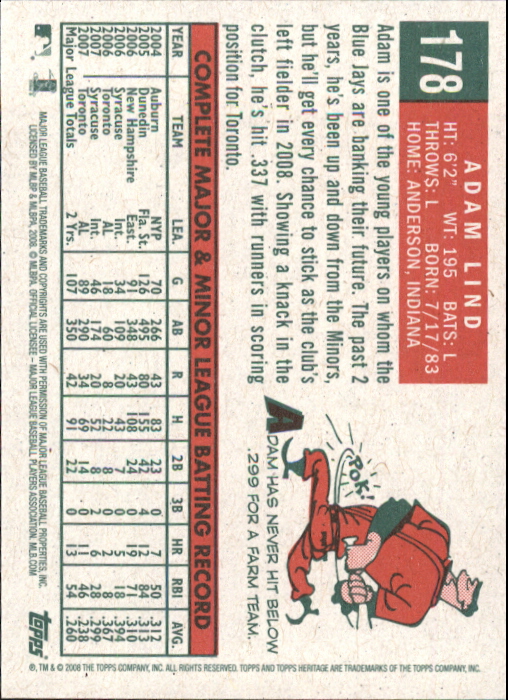 178
ADAM LIND
HT: 6'2" WT: 195 BATS: L
THROWS: L BORN: 7/17/83
HOME: ANDERSON, INDIANA
Adam is one of the young players on whom the
Blue Jays are banking their future. The past 2
years, he's been up and down from the Minors,
but he'll get every chance to stick as the club's
left fielder in 2008. Showing a knack in the
clutch, he's hit .337 with runners in scoring
position for Toronto.
POK!
ADAM HAS NEVER HIT BELOW
.299 FOR A FARM TEAM.
COMPLETE MAJOR & MINOR LEAGUE BATTING RECORD
YEAR TEAM LEA. G AB R H 2B 3B HR RBI AVG.
2004 Auburn NYP 70 266 43 83 23 0 7 50 .312
2005 Dunedin Fla. St. 126 495 80 155 42 4 12 84 .313
2006 New Hampshire East. 91 348 43 108 24 0 19 71 .310
2006 Syracuse Int. 34 109 20 43 7 0 5 18 .394
2006 Toronto AL 18 60 8 22 8 0 2 8 .367
2007 Syracuse Int. 46 174 20 52 8 2 6 28 .299
2007 Toronto AL 89 290 34 69 14 0 11 46 .238
Major League Totals 2 Yrs. 107 350 42 91 22 0 13 54 .260
MAJOR LEAGUE BASEBALL TRADEMARKS AND COPYRIGHTS ARE USED WITH PERMISSION OF MAJOR LEAGUE BASEBALL PROPERTIES, INC.
LICENSED BY MLBP & MLBPA, 2008. © MLBPA. OFFICIAL LICENSEE – MAJOR LEAGUE BASEBALL PLAYERS ASSOCIATION. MLB.COM
TOPPS
®, TM & © 2008 THE TOPPS COMPANY, INC. ALL RIGHTS RESERVED. TOPPS AND TOPPS HERITAGE ARE TRADEMARKS OF THE TOPPS COMPANY, INC.